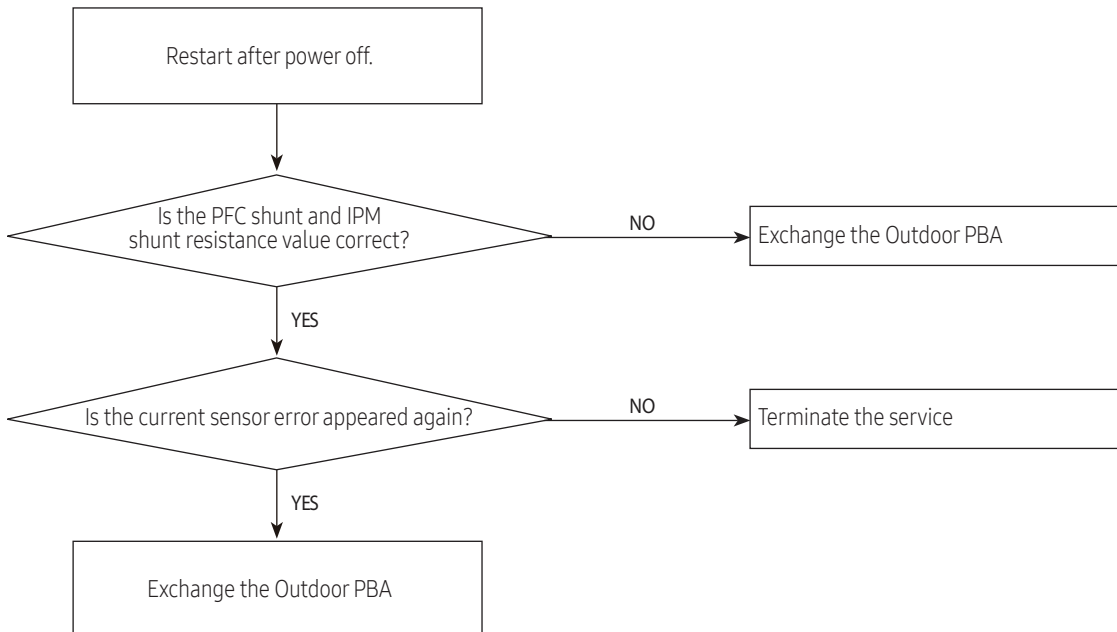 Restart after power off.
Is the PFC shunt and IPM
shunt resistance value correct?
NO
Exchange the Outdoor PBA
YES
Is the current sensor error appeared again?
NO
Terminate the service
YES
Exchange the Outdoor PBA